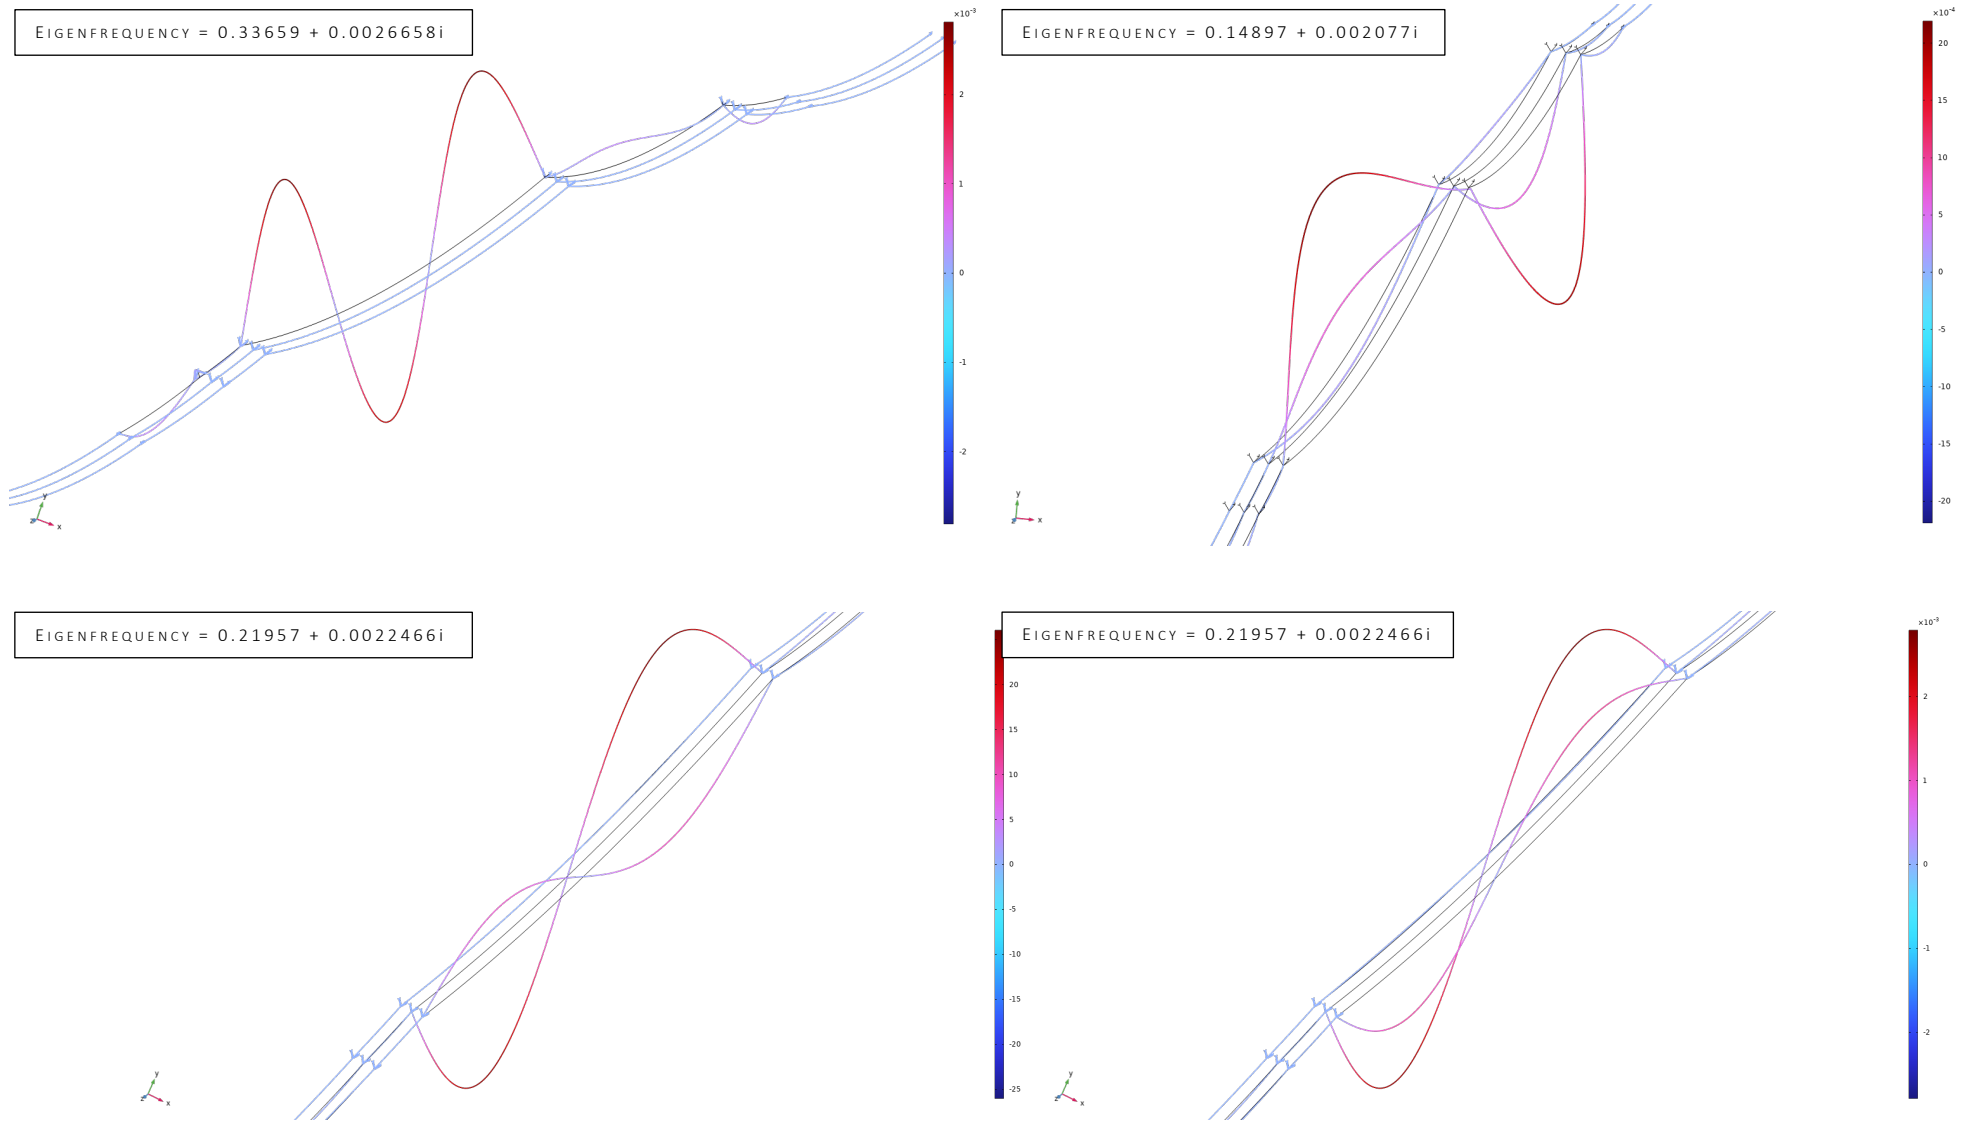 EIGENFREQUENCY = 0.33659 + 0.0026658i
×10⁻³
2
1
0
-1
-2
y
z
x
EIGENFREQUENCY = 0.14897 + 0.002077i
×10⁻⁴
20
15
10
5
0
-5
-10
-15
-20
y
z
x
EIGENFREQUENCY = 0.21957 + 0.0022466i
20
15
10
5
0
-5
-10
-15
-20
-25
y
z
x
EIGENFREQUENCY = 0.21957 + 0.0022466i
×10⁻³
2
1
0
-1
-2
y
z
x